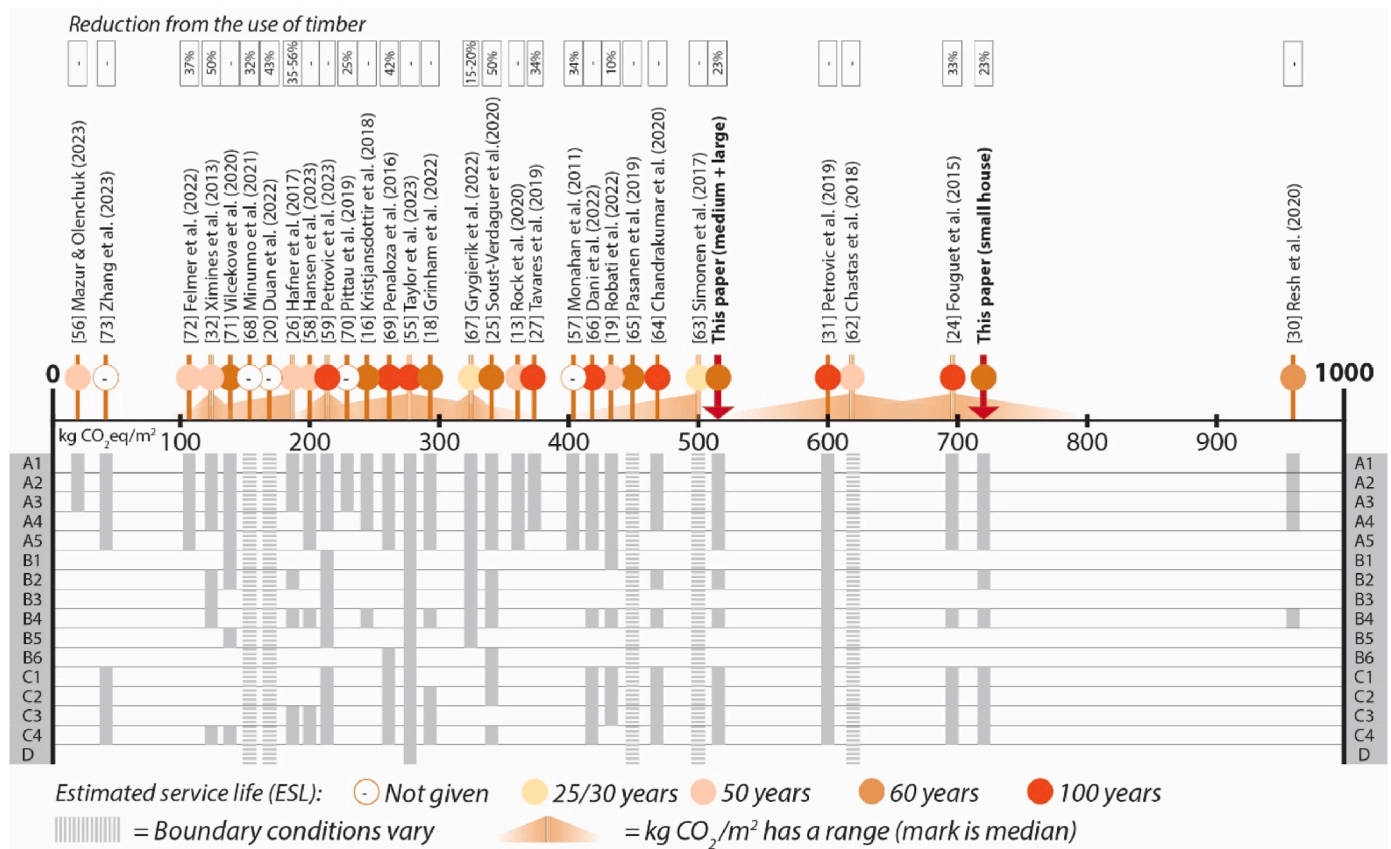 Reduction from the use of timber
- - 37% 50% - 32% 43% 35-56% - - 25% - 42% - - 15-20% 50% - 34% 34% - 10% - - - 23% - - 33% 23% -
[56] Mazur & Olenchuk (2023)
[73] Zhang et al. (2023)
[72] Felmer et al. (2022)
[32] Ximines et al. (2013)
[71] Vilcekova et al. (2020)
[68] Minunno et al. (2021)
[20] Duan et al. (2022)
[26] Hafner et al. (2017)
[58] Hansen et al. (2023)
[59] Petrovic et al. (2023)
[70] Pittau et al. (2019)
[16] Kristjansdottir et al. (2018)
[69] Penaloza et al. (2016)
[55] Taylor et al. (2023)
[18] Grinham et al. (2022)
[67] Grygierik et al. (2022)
[25] Soust-Verdaguer et al.(2020)
[13] Rock et al. (2020)
[27] Tavares et al. (2019)
[57] Monahan et al. (2011)
[66] Dani et al. (2022)
[19] Robati et al. (2022)
[65] Pasanen et al. (2019)
[64] Chandrakumar et al. (2020)
[63] Simonen et al. (2017)
This paper (medium + large)
[31] Petrovic et al. (2019)
[62] Chastas et al. (2018)
[24] Fouguet et al. (2015)
This paper (small house)
[30] Resh et al. (2020)
0 - - - - - 1000
kg CO2eq/m² 100 200 300 400 500 600 700 800 900
A1 A1
A2 A2
A3 A3
A4 A4
A5 A5
B1 B1
B2 B2
B3 B3
B4 B4
B5 B5
B6 B6
C1 C1
C2 C2
C3 C3
C4 C4
D D
Estimated service life (ESL): - Not given 25/30 years 50 years 60 years 100 years
= Boundary conditions vary = kg CO2/m² has a range (mark is median)